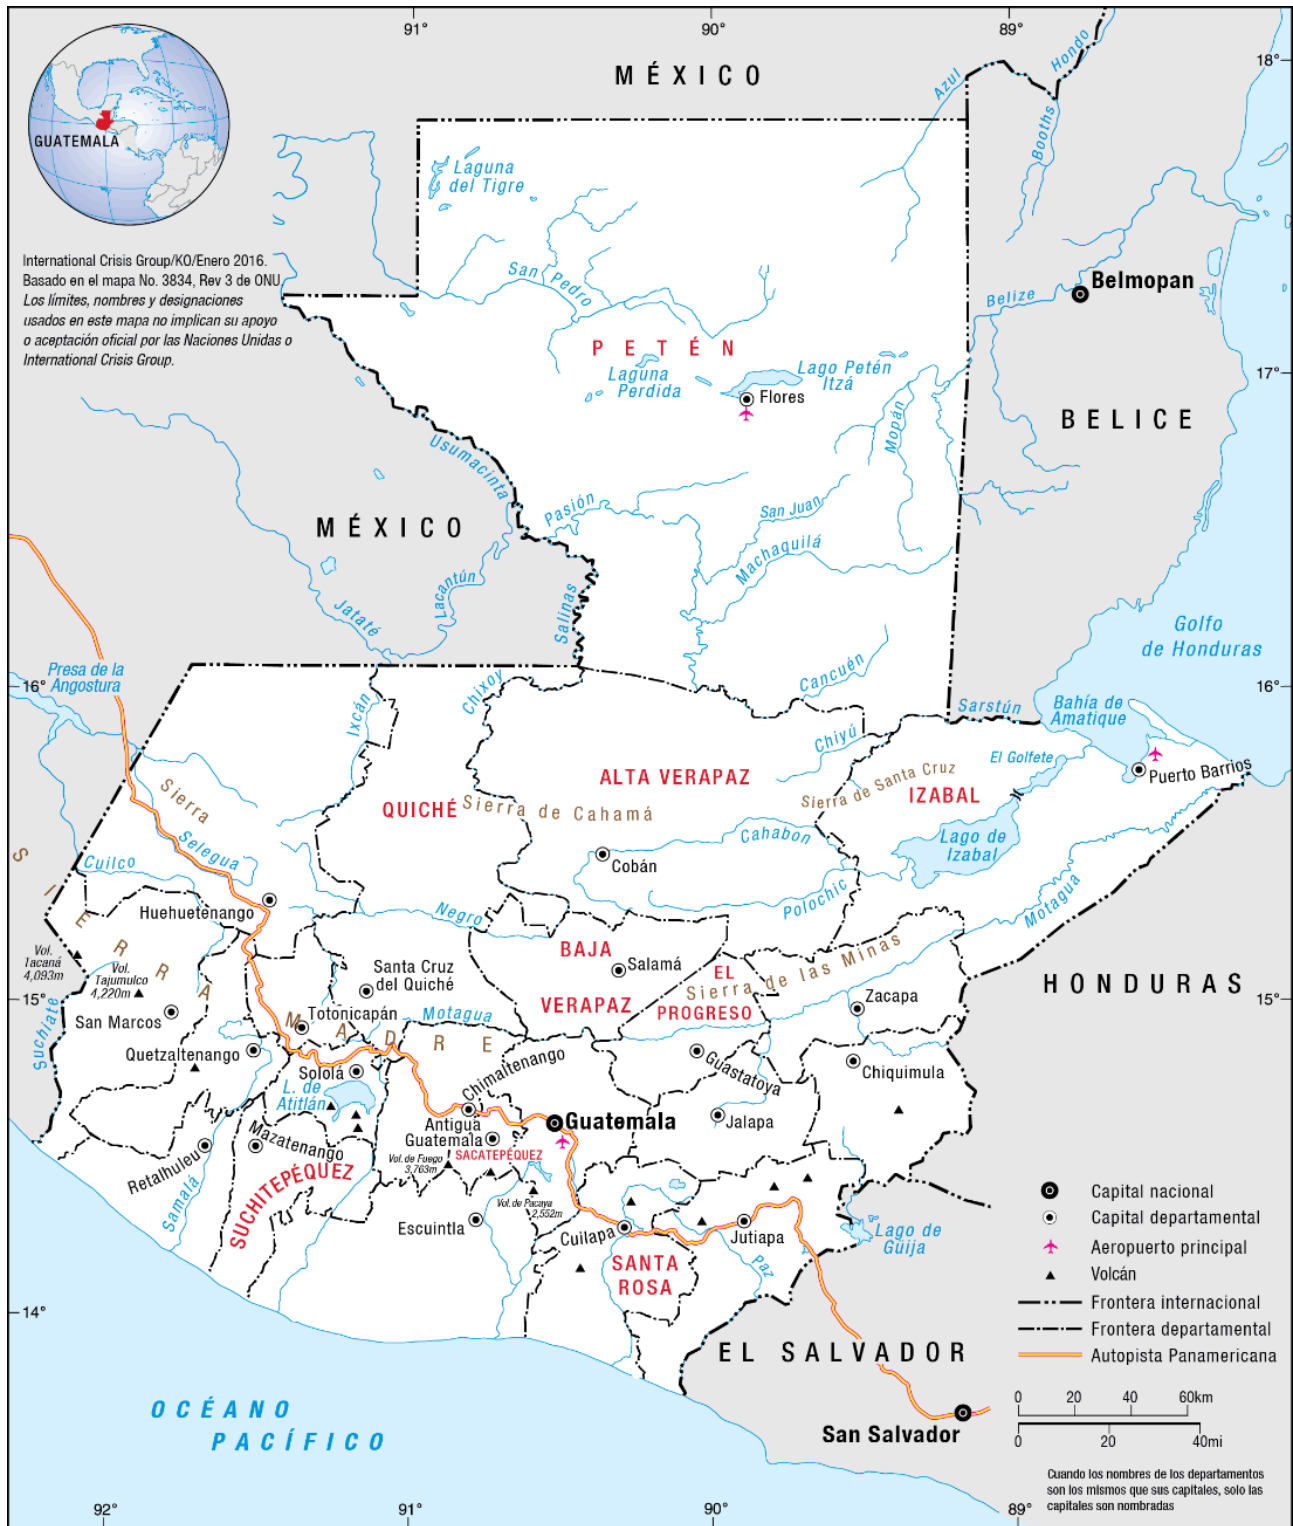 91°
90°
89°
18°
MÉXICO
Hondo
Azul
Booths
GUATEMALA
Laguna
del Tigre
International Crisis Group/KO/Enero 2016.
Basado en el mapa No. 3834, Rev 3 de ONU
Los límites, nombres y designaciones
usados en este mapa no implican su apoyo
o aceptación oficial por las Naciones Unidas o
International Crisis Group.
San Pedro
Belmopan
Belize
PETÉN
Laguna
Perdida
Lago Petén
Itzá
Flores
17°
Mopán
BELICE
Usumacinta
Pasión
San Juan
MÉXICO
Machaquilá
Lacantún
Jataté
Salinas
Golfo
de Honduras
Presa de la
Angostura
16°
16°
Ixcán
Chixoy
Cancuén
Sarstún
Bahía de
Amatique
Chiyú
El Golfete
Puerto Barrios
Sierra
ALTA VERAPAZ
Sierra de Santa Cruz
IZABAL
QUICHÉ
Sierra de Cahamá
Cahabon
Lago de
Izabal
Selegua
Cuilco
Cobán
Polochic
Motagua
Huehuetenango
Negro
SIERRA
MADRE
BAJA
VERAPAZ
Salamá
Vol.
Tacaná
4,093m
Vol.
Tajumulco
4,220m
Santa Cruz
del Quiché
EL
PROGRESO
Sierra de las Minas
HONDURAS
15°
15°
Zacapa
San Marcos
Totonicapán
Motagua
Suchiate
Quetzaltenango
Sololá
Chimaltenango
Guastatoya
Chiquimula
L. de
Atitlán
Antigua
Guatemala
Guatemala
Jalapa
Mazatenango
Retalhuleu
Vol. de Fuego
3,763m
SACATEPÉQUEZ
SUCHITEPÉQUEZ
Samalá
Vol. de Pacaya
2,552m
Escuintla
Cuilapa
Jutiapa
Lago de
Güija
SANTA
ROSA
Paz
14°
Capital nacional
Capital departamental
Aeropuerto principal
Volcán
Frontera internacional
Frontera departamental
Autopista Panamericana
EL SALVADOR
0 20 40 60km
0 20 40mi
San Salvador
OCÉANO
PACÍFICO
Cuando los nombres de los departamentos
son los mismos que sus capitales, solo las
capitales son nombradas
92°
91°
90°
89°